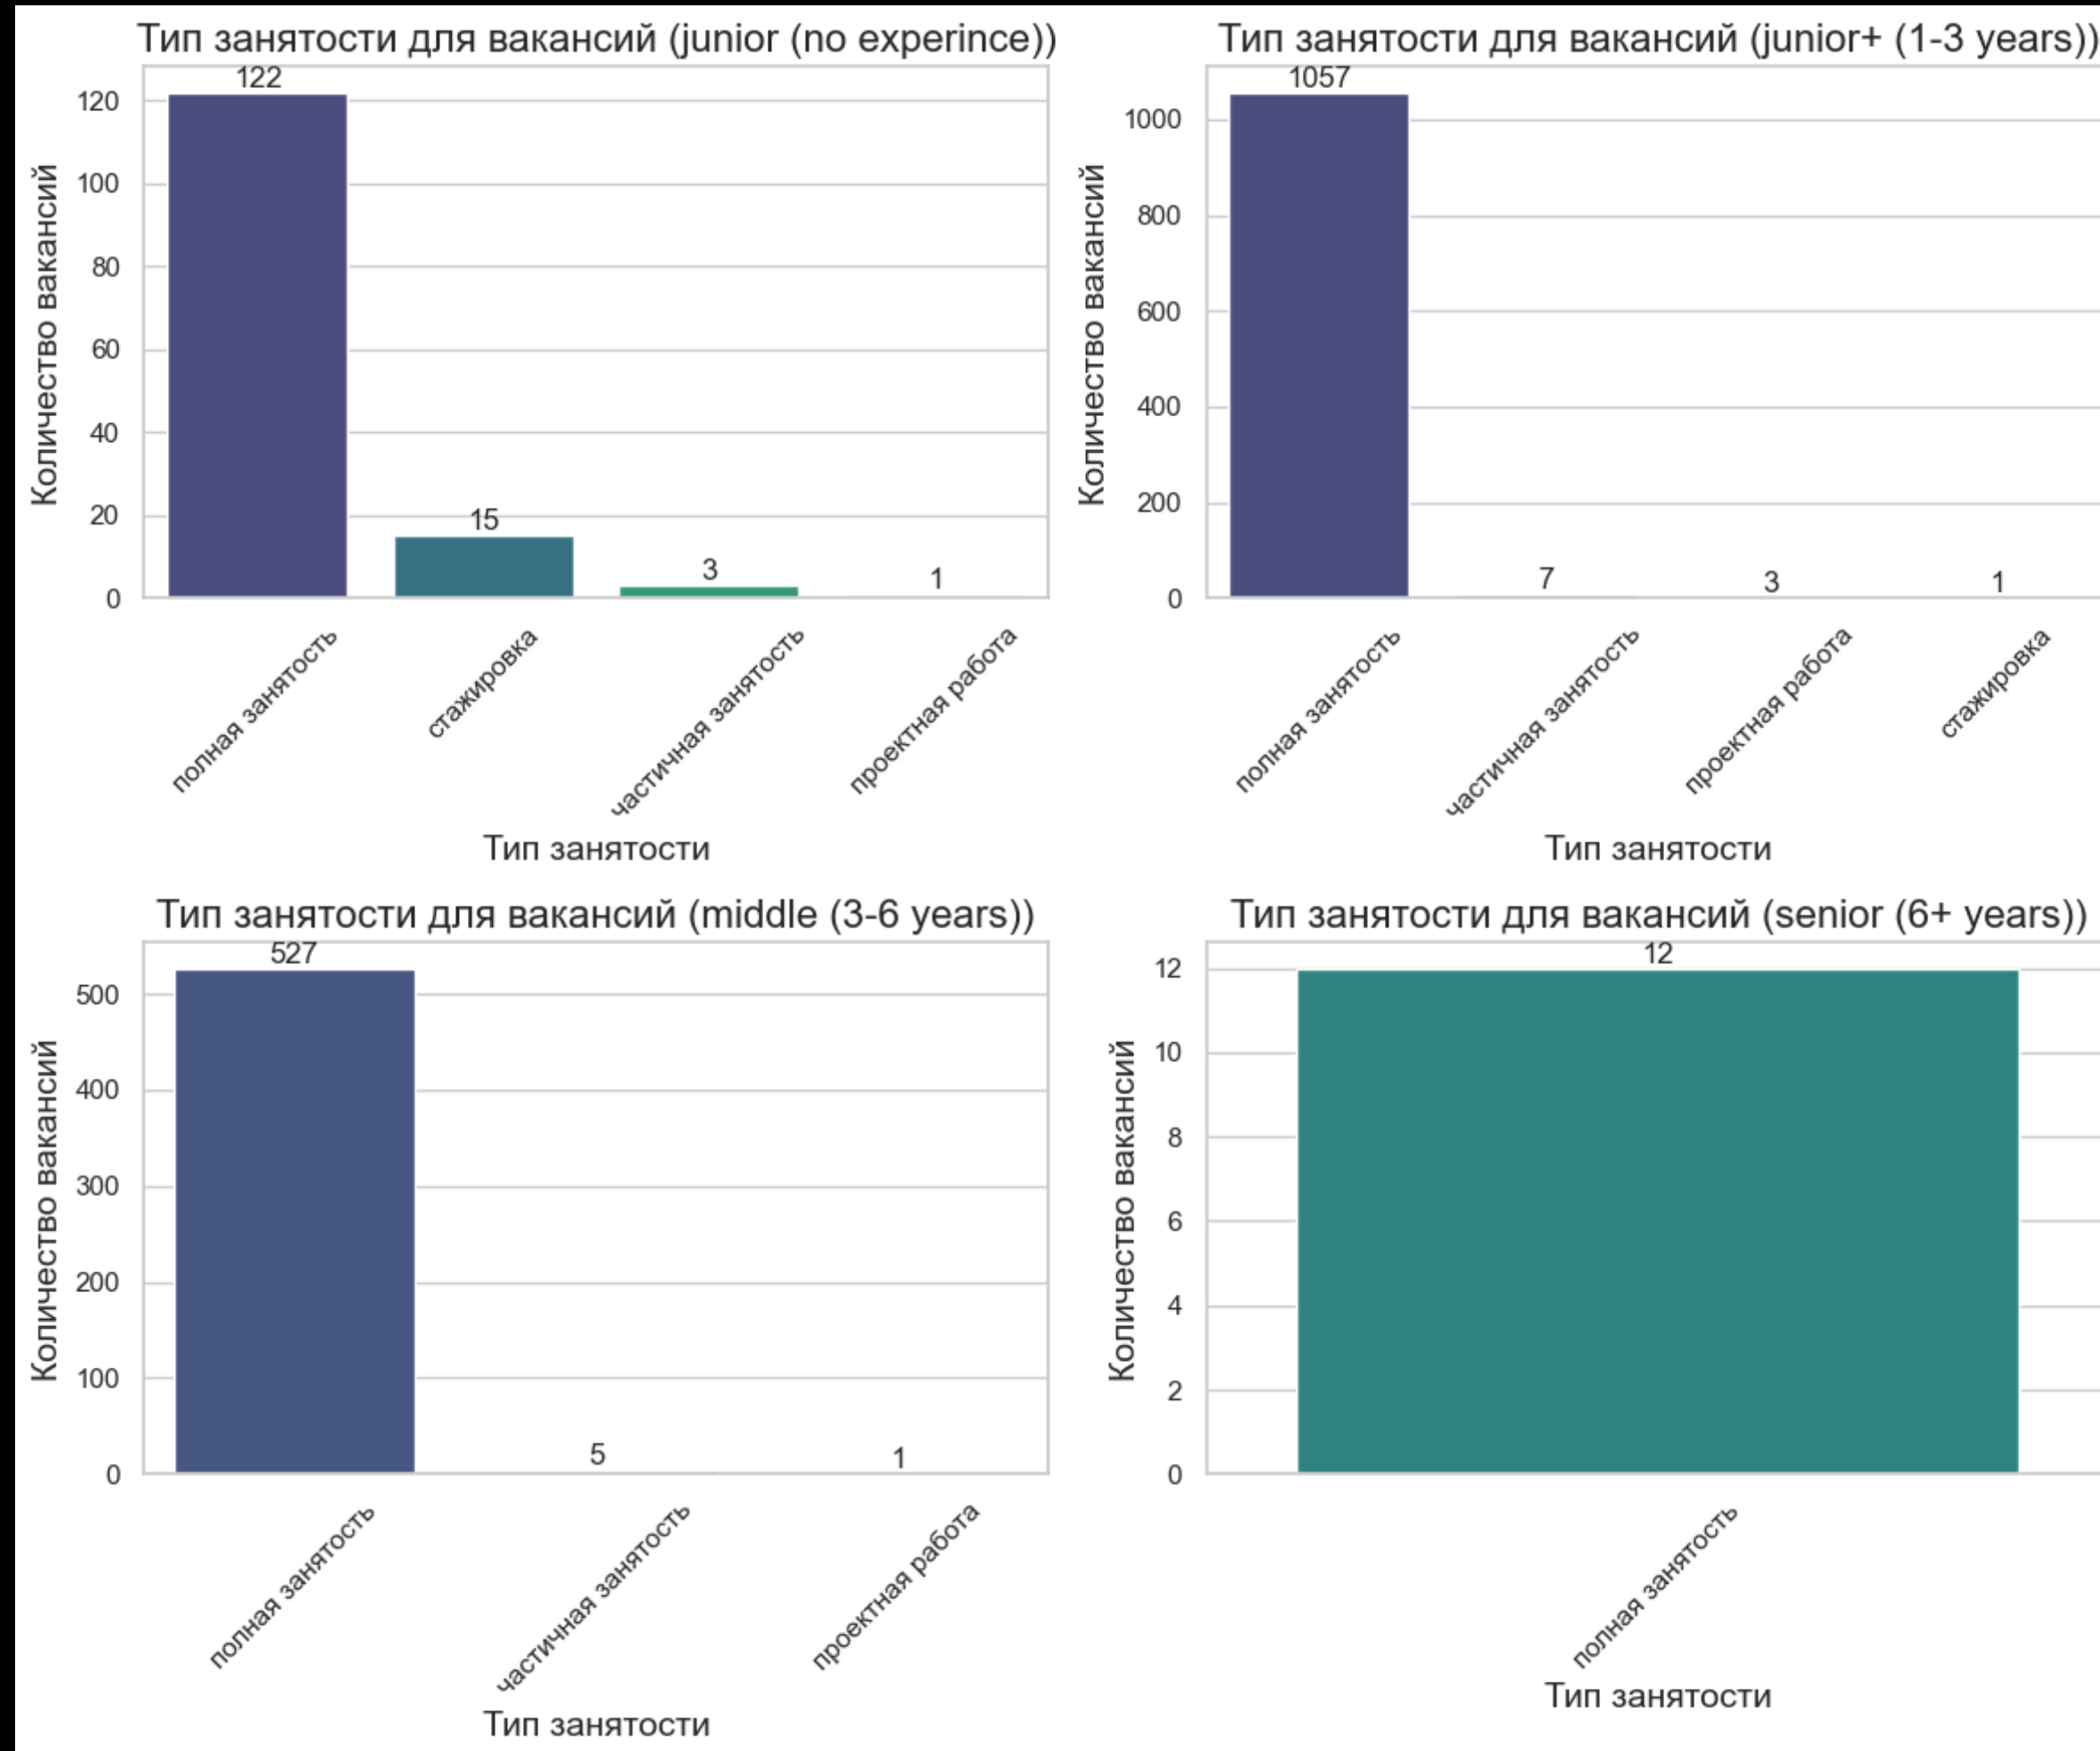 Тип занятости для вакансий (junior (no experince))
122
120
100
80
60
40
20
0
15
3
1
Количество вакансий
полная занятость
стажировка
частичная занятость
проектная работа
Тип занятости
Тип занятости для вакансий (junior+ (1-3 years))
1057
1000
800
600
400
200
0
7
3
1
Количество вакансий
полная занятость
частичная занятость
проектная работа
стажировка
Тип занятости
Тип занятости для вакансий (middle (3-6 years))
527
500
400
300
200
100
0
5
1
Количество вакансий
полная занятость
частичная занятость
проектная работа
Тип занятости
Тип занятости для вакансий (senior (6+ years))
12
12
10
8
6
4
2
0
Количество вакансий
полная занятость
Тип занятости